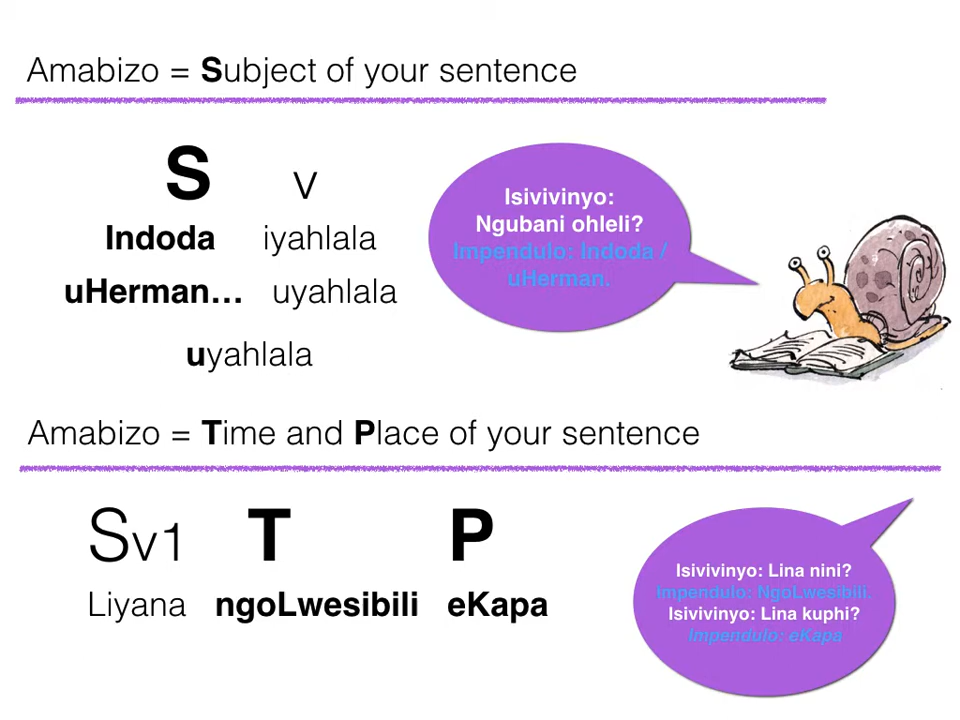 Amabizo = Subject of your sentence
S v
Indoda iyahlala
uHerman... uyahlala
uyahlala
Isivivinyo:
Ngubani ohleli?
Impendulo: Indoda /
uHerman.
Amabizo = Time and Place of your sentence
Sv1 T P
Liyana ngoLwesibili eKapa
Isivivinyo: Lina nini?
Impendulo: NgoLwesibili.
Isivivinyo: Lina kuphi?
Impendulo: eKapa